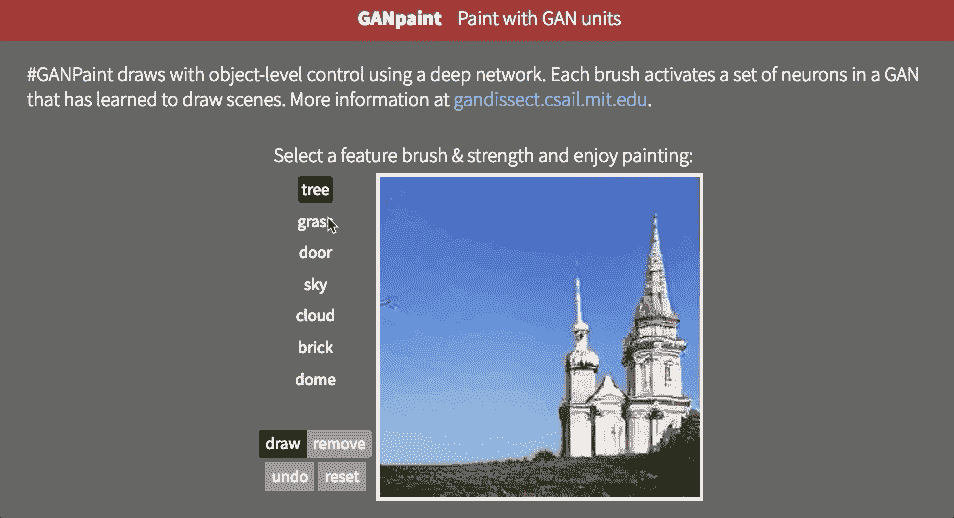 GANpaint Paint with GAN units
#GANPaint draws with object-level control using a deep network. Each brush activates a set of neurons in a GAN
that has learned to draw scenes. More information at gandissect.csail.mit.edu.
Select a feature brush & strength and enjoy painting:
tree
grass
door
sky
cloud
brick
dome
draw remove
undo reset